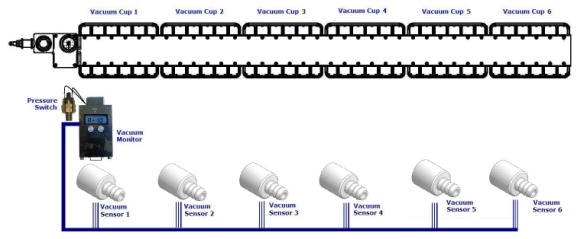 Vacuum Cup 1 Vacuum Cup 2 Vacuum Cup 3 Vacuum Cup 4 Vacuum Cup 5 Vacuum Cup 6
Pressure
Switch
Vacuum
Monitor
Vacuum
Sensor 1
Vacuum
Sensor 2
Vacuum
Sensor 3
Vacuum
Sensor 4
Vacuum
Sensor 5
Vacuum
Sensor 6